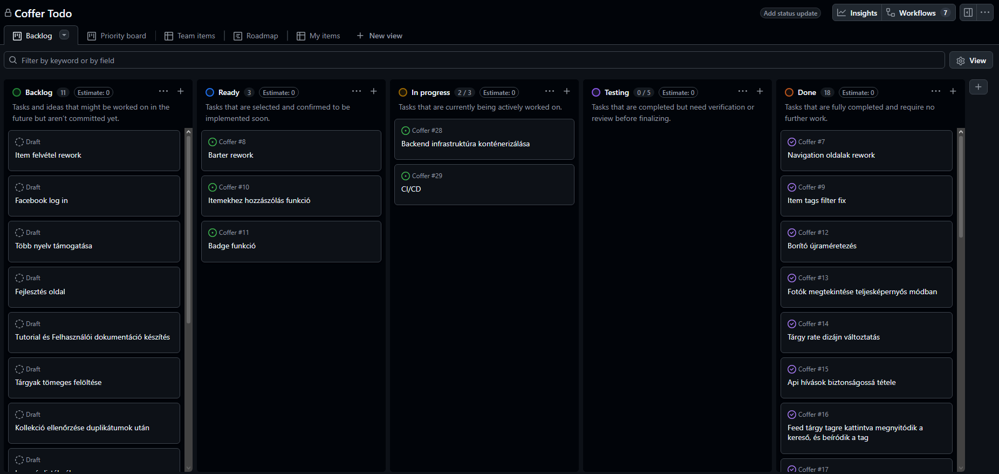 Coffer Todo
Add status update
Insights
Workflows 7
Backlog
Priority board
Team items
Roadmap
My items
New view
Filter by keyword or by field
View
Backlog 11 Estimate: 0
Tasks and ideas that might be worked on in the
future but aren't committed yet.
Draft
Item felvétel rework
Draft
Facebook log in
Draft
Több nyelv támogatása
Draft
Fejlesztés oldal
Draft
Tutorial és Felhasználói dokumentáció készítés
Draft
Tárgyak tömeges felöltése
Draft
Kollekció ellenőrzése duplikátumok után
Draft
Ready 3 Estimate: 0
Tasks that are selected and confirmed to be
implemented soon.
Coffer #8
Barter rework
Coffer #10
Itemekhez hozzászólás funkció
Coffer #11
Badge funkció
In progress 2 / 3 Estimate: 0
Tasks that are currently being actively worked on.
Coffer #28
Backend infrastruktúra konténerizálása
Coffer #29
CI/CD
Testing 0 / 5 Estimate: 0
Tasks that are completed but need verification or
review before finalizing.
Done 18 Estimate: 0
Tasks that are fully completed and require no
further work.
Coffer #7
Navigation oldalak rework
Coffer #9
Item tags filter fix
Coffer #12
Borító újraméretezés
Coffer #13
Fotók megtekintése teljesképernyős módban
Coffer #14
Tárgy rate dizájn változtatás
Coffer #15
Api hívások biztonságossá tétele
Coffer #16
Feed tárgy tagre kattintva megnyitódik a
kereső, és beíródik a tag
Coffer #17